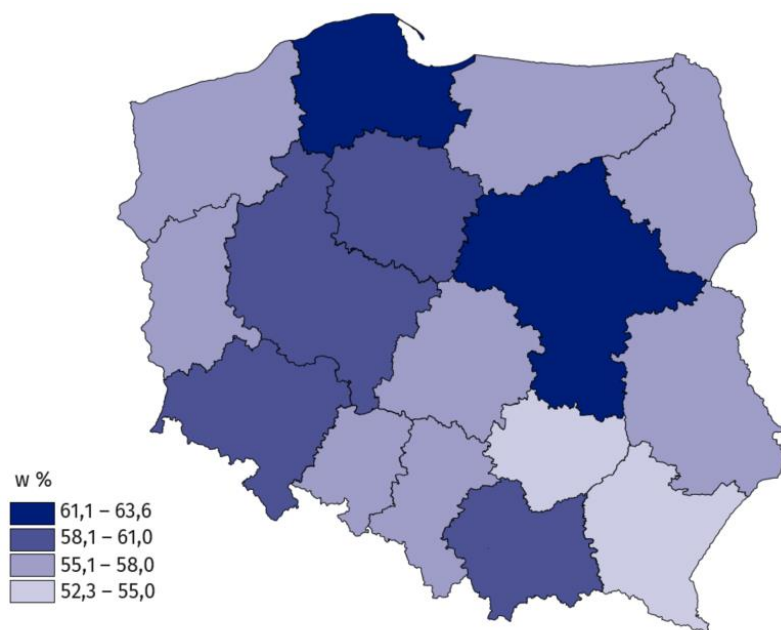 w %
61,1 – 63,6
58,1 – 61,0
55,1 – 58,0
52,3 – 55,0